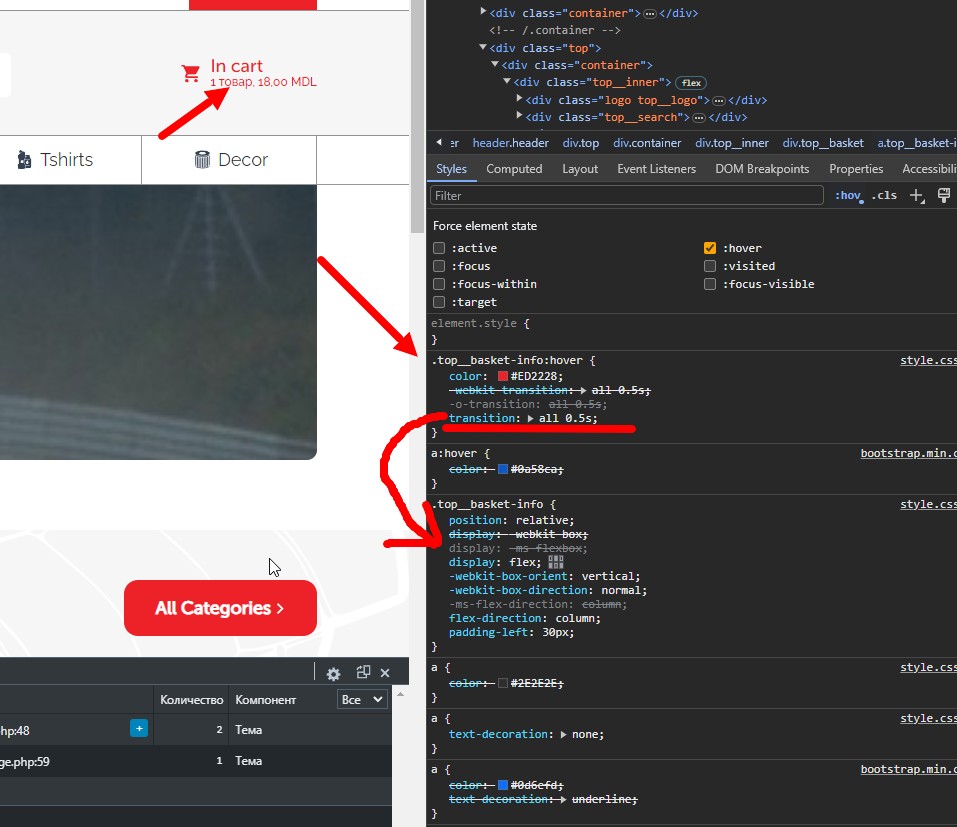 In cart
1 товар, 18,00 MDL
Tshirts
Decor
All Categories ›
Количество
Компонент
Все
hp:48
+
2
Тема
ge.php:59
1
Тема
▶<div class="container"> ⋯ </div>
<!-- /.container -->
▼<div class="top">
▼<div class="container">
▼<div class="top__inner"> flex
▶<div class="logo top__logo"> ⋯ </div>
▶<div class="top__search"> ⋯ </div>
er header.header div.top div.container div.top__inner div.top__basket a.top__basket-i
Styles Computed Layout Event Listeners DOM Breakpoints Properties Accessibili
Filter :hov .cls +
Force element state
:active :hover
:focus :visited
:focus-within :focus-visible
:target
element.style {
}
.top__basket-info:hover { style.css
color: #ED2228;
-webkit-transition: ▶ all 0.5s;
-o-transition: all 0.5s;
transition: ▶ all 0.5s;
}
a:hover { bootstrap.min.c
color: #0a58ca;
}
.top__basket-info { style.css
position: relative;
display: -webkit-box;
display: -ms-flexbox;
display: flex;
-webkit-box-orient: vertical;
-webkit-box-direction: normal;
-ms-flex-direction: column;
flex-direction: column;
padding-left: 30px;
}
a { style.css
color: #2E2E2E;
}
a { style.css
text-decoration: ▶ none;
}
a { bootstrap.min.c
color: #0d6efd;
text-decoration: ▶ underline;
}